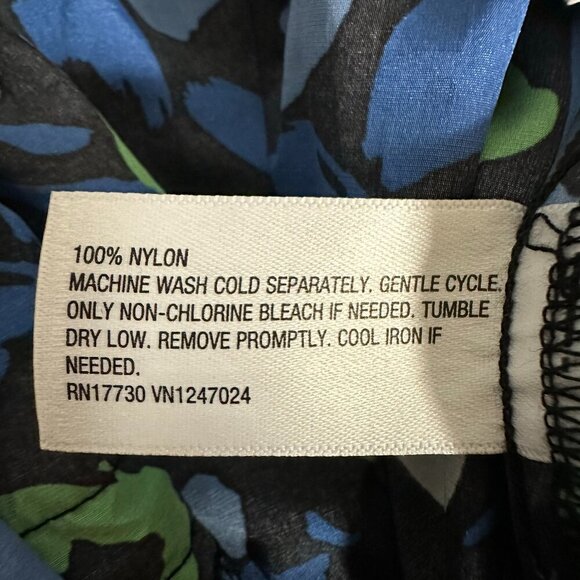 100% NYLON
MACHINE WASH COLD SEPARATELY. GENTLE CYCLE.
ONLY NON-CHLORINE BLEACH IF NEEDED. TUMBLE
DRY LOW. REMOVE PROMPTLY. COOL IRON IF
NEEDED.
RN17730 VN1247024